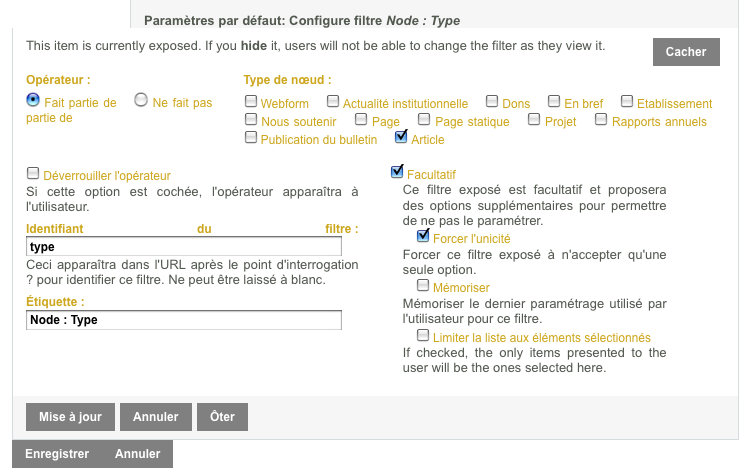 Paramètres par défaut: Configure filtre Node : Type
This item is currently exposed. If you hide it, users will not be able to change the filter as they view it.
Cacher
Opérateur :
Fait partie de
Ne fait pas partie de
Type de nœud :
Webform Actualité institutionnelle Dons En bref Etablissement
Nous soutenir Page Page statique Projet Rapports annuels
Publication du bulletin Article
Déverrouiller l'opérateur
Si cette option est cochée, l'opérateur apparaîtra à
l'utilisateur.
Identifiant du filtre :
type
Ceci apparaîtra dans l'URL après le point d'interrogation
? pour identifier ce filtre. Ne peut être laissé à blanc.
Étiquette :
Node : Type
Facultatif
Ce filtre exposé est facultatif et proposera
des options supplémentaires pour permettre
de ne pas le paramétrer.
Forcer l'unicité
Forcer ce filtre exposé à n'accepter qu'une
seule option.
Mémoriser
Mémoriser le dernier paramétrage utilisé par
l'utilisateur pour ce filtre.
Limiter la liste aux éléments sélectionnés
If checked, the only items presented to the
user will be the ones selected here.
Mise à jour Annuler Ôter
Enregistrer Annuler